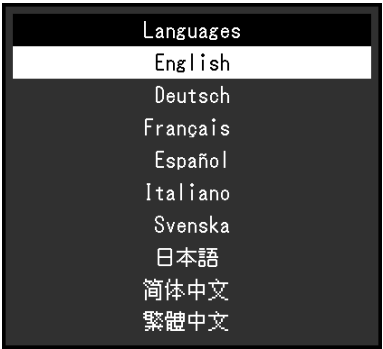 Languages
English
Deutsch
Français
Español
Italiano
Svenska
日本語
简体中文
繁體中文